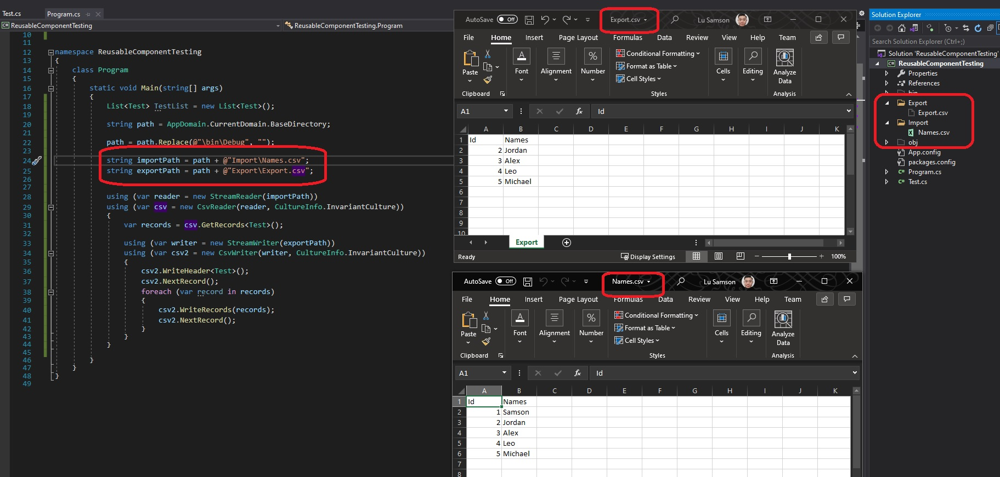 Test.cs
Program.cs
ReusableComponentTesting
ReusableComponentTesting.Program
10
11
12 namespace ReusableComponentTesting
13 {
14 class Program
15 {
16 static void Main(string[] args)
17 {
18 List<Test> TestList = new List<Test>();
19
20 string path = AppDomain.CurrentDomain.BaseDirectory;
21
22 path = path.Replace(@"\bin\Debug", "");
23
24 string importPath = path + @"Import\Names.csv";
25 string exportPath = path + @"Export\Export.csv";
26
27
28 using (var reader = new StreamReader(importPath))
29 using (var csv = new CsvReader(reader, CultureInfo.InvariantCulture))
30 {
31 var records = csv.GetRecords<Test>();
32
33 using (var writer = new StreamWriter(exportPath))
34 using (var csv2 = new CsvWriter(writer, CultureInfo.InvariantCulture))
35 {
36 csv2.WriteHeader<Test>();
37 csv2.NextRecord();
38 foreach (var record in records)
39 {
40 csv2.WriteRecords(records);
41 csv2.NextRecord();
42 }
43 }
44 }
45
46 }
47 }
48 }
49
AutoSave Off Export.csv Lu Samson
File Home Insert Page Layout Formulas Data Review View Help Team
Paste Font Alignment Number Conditional Formatting Cells Editing Analyze Data
Format as Table
Cell Styles
Clipboard Styles Analysis
A1 fx Id
A B C D E F G H I J K
1 Id Names
2 2 Jordan
3 3 Alex
4 4 Leo
5 5 Michael
6
7
8
9
10
Export
Ready Display Settings 100%
AutoSave Off Names.csv Lu Samson
File Home Insert Page Layout Formulas Data Review View Help Team
Paste Font Alignment Number Conditional Formatting Cells Editing Analyze Data
Format as Table
Cell Styles
Clipboard Styles Analysis
A1 fx Id
A B C D E F G H I J K
1 Id Names
2 1 Samson
3 2 Jordan
4 3 Alex
5 4 Leo
6 5 Michael
7
8
Solution Explorer
Search Solution Explorer (Ctrl+;)
Solution 'ReusableComponentTesting'
C# ReusableComponentTesting
Properties
References
bin
Export
Export.csv
Import
Names.csv
obj
App.config
packages.config
C# Program.cs
C# Test.cs